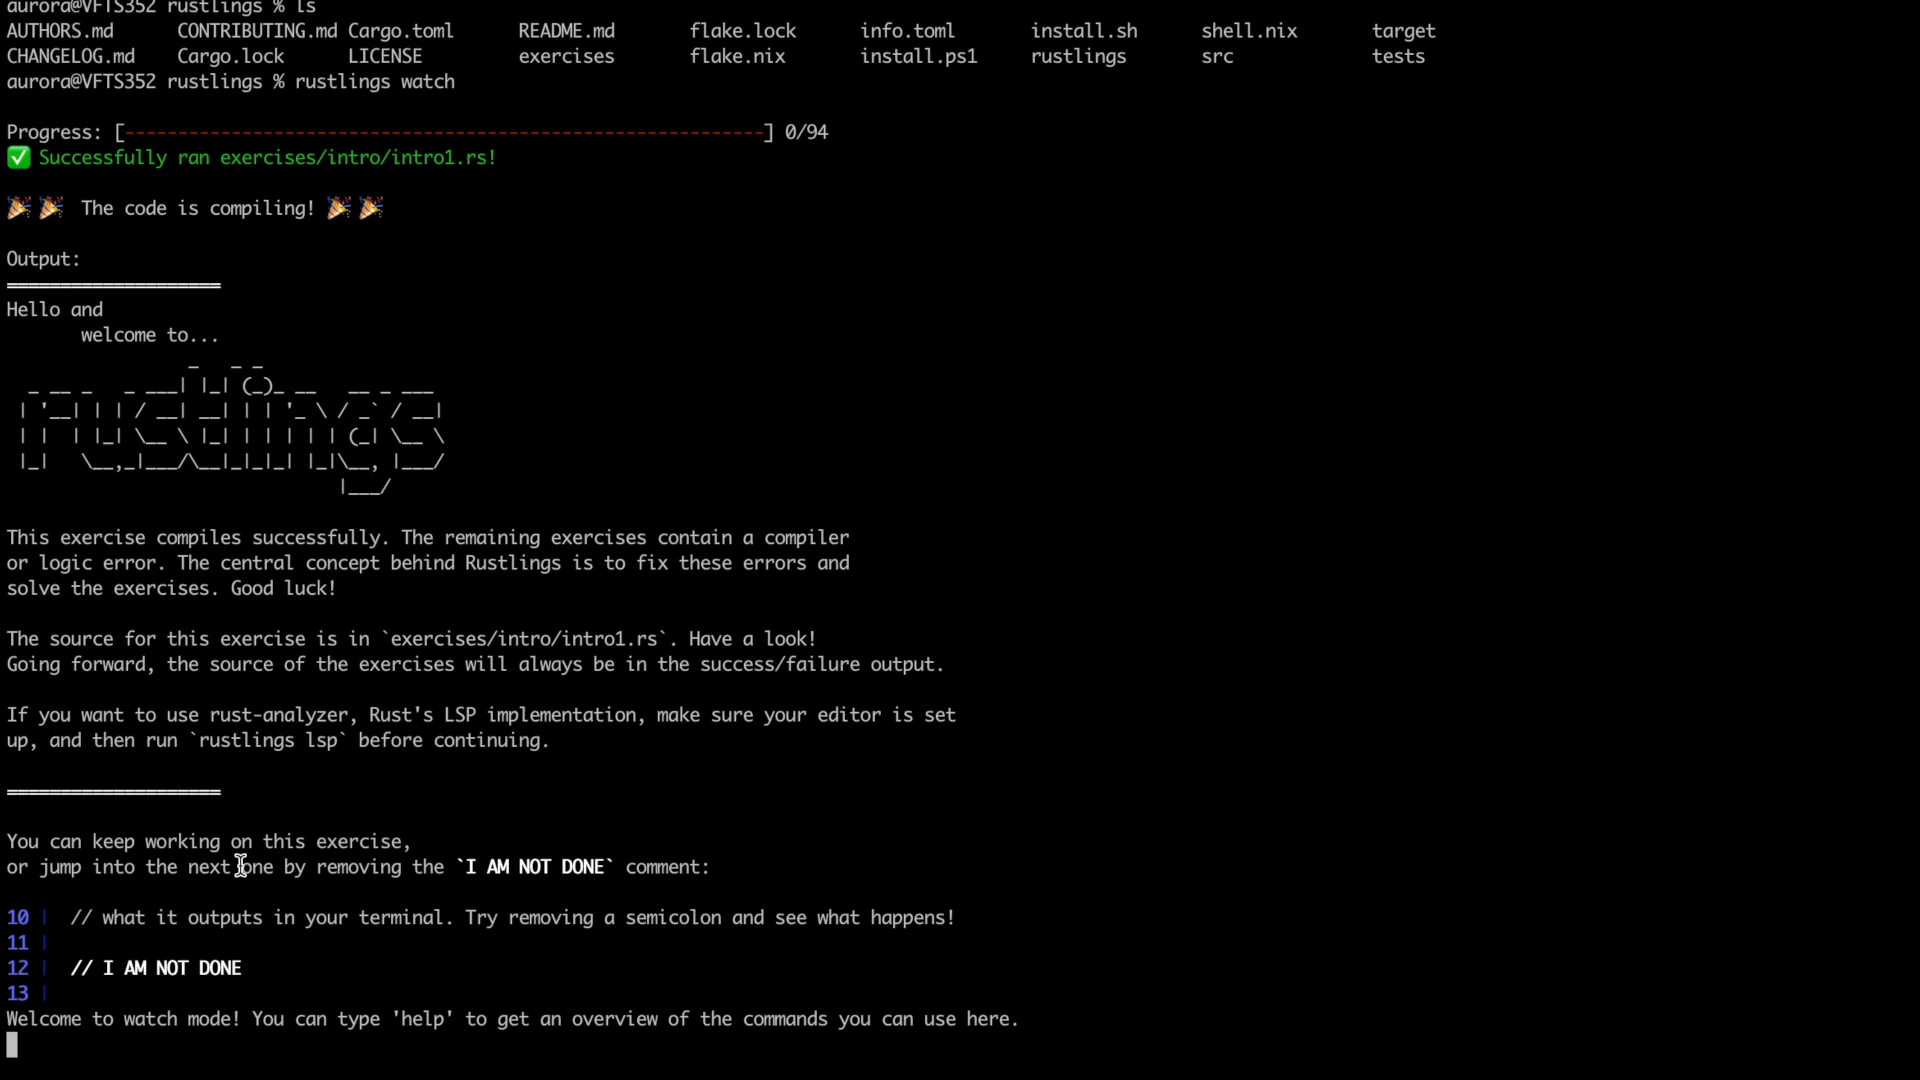 aurora@VFTS352 rustlings % ls
AUTHORS.md CONTRIBUTING.md Cargo.toml README.md flake.lock info.toml install.sh shell.nix target
CHANGELOG.md Cargo.lock LICENSE exercises flake.nix install.ps1 rustlings src tests
aurora@VFTS352 rustlings % rustlings watch
Progress: [------------------------------------------------------------] 0/94
✅ Successfully ran exercises/intro/intro1.rs!
🎉 🎉 The code is compiling! 🎉 🎉
Output:
====================
Hello and
welcome to...
rustlings
This exercise compiles successfully. The remaining exercises contain a compiler
or logic error. The central concept behind Rustlings is to fix these errors and
solve the exercises. Good luck!
The source for this exercise is in `exercises/intro/intro1.rs`. Have a look!
Going forward, the source of the exercises will always be in the success/failure output.
If you want to use rust-analyzer, Rust's LSP implementation, make sure your editor is set
up, and then run `rustlings lsp` before continuing.
====================
You can keep working on this exercise,
or jump into the next one by removing the `I AM NOT DONE` comment:
10 | // what it outputs in your terminal. Try removing a semicolon and see what happens!
11 |
12 | // I AM NOT DONE
13 |
Welcome to watch mode! You can type 'help' to get an overview of the commands you can use here.